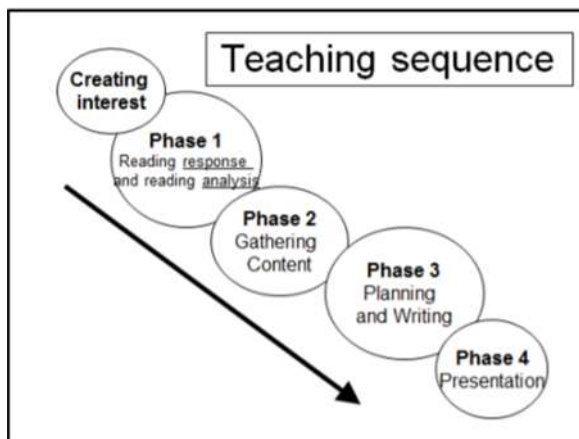 Teaching sequence
Creating
interest
Phase 1
Reading response
and reading analysis
Phase 2
Gathering
Content
Phase 3
Planning
and Writing
Phase 4
Presentation